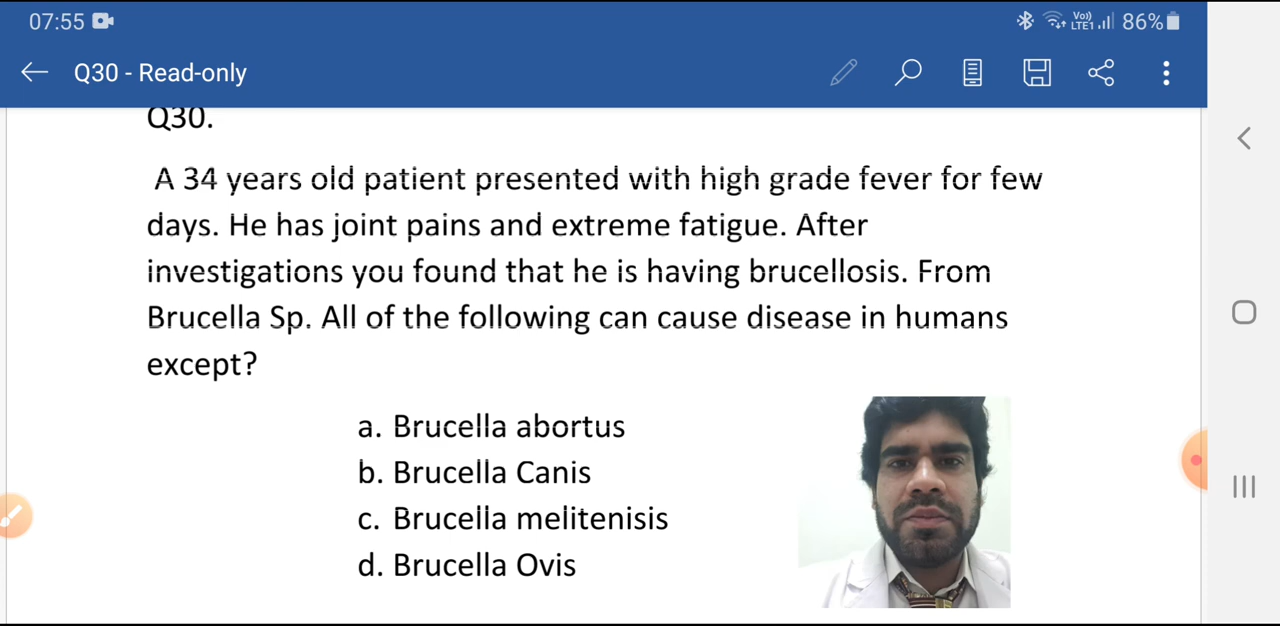 07:55
Vo))
LTE1
86%
Q30 - Read-only
Q30.
A 34 years old patient presented with high grade fever for few
days. He has joint pains and extreme fatigue. After
investigations you found that he is having brucellosis. From
Brucella Sp. All of the following can cause disease in humans
except?
a. Brucella abortus
b. Brucella Canis
c. Brucella melitenisis
d. Brucella Ovis